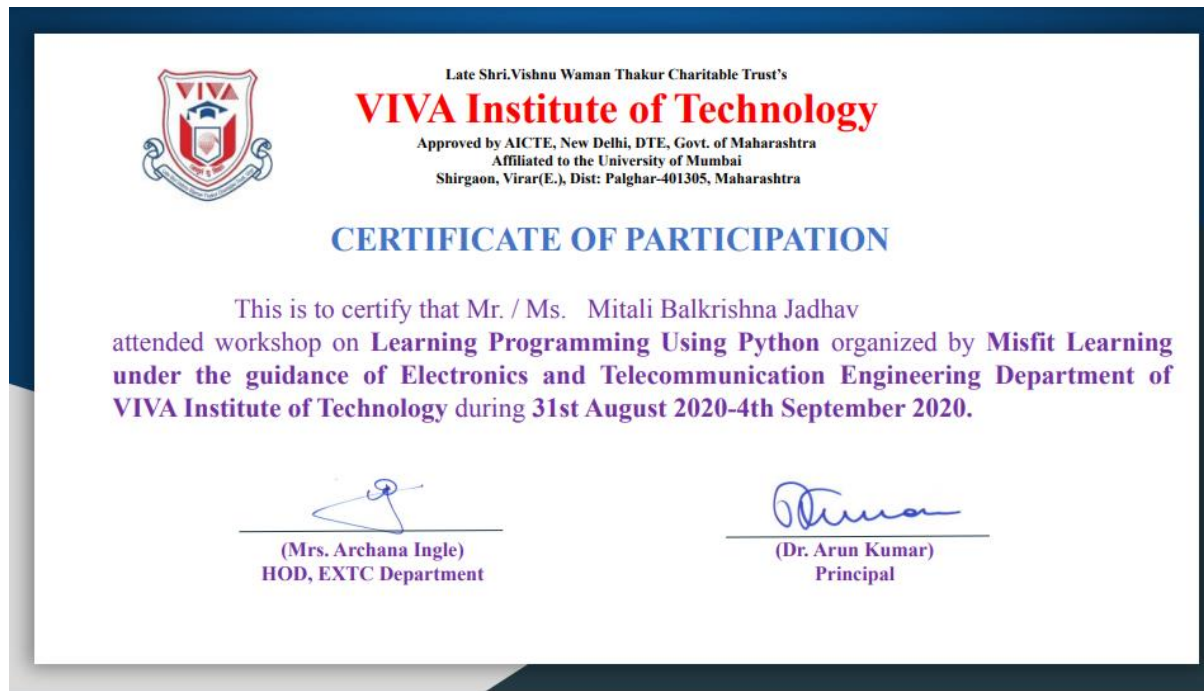 VIVA
Late Shri.Vishnu Waman Thakur Charitable Trust's
VIVA Institute of Technology
Approved by AICTE, New Delhi, DTE, Govt. of Maharashtra
Affiliated to the University of Mumbai
Shirgaon, Virar(E.), Dist: Palghar-401305, Maharashtra
CERTIFICATE OF PARTICIPATION
This is to certify that Mr. / Ms. Mitali Balkrishna Jadhav
attended workshop on Learning Programming Using Python organized by Misfit Learning
under the guidance of Electronics and Telecommunication Engineering Department of
VIVA Institute of Technology during 31st August 2020-4th September 2020.
(Mrs. Archana Ingle)
HOD, EXTC Department
(Dr. Arun Kumar)
Principal